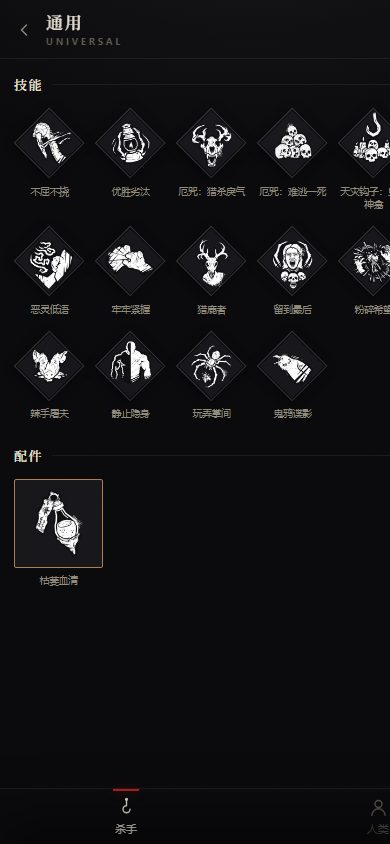 通用
UNIVERSAL
技能
不屈不挠
优胜劣汰
厄咒：猎杀戾气
厄咒：难逃一死
天灾钩子：
神龛
恶灵低语
牢牢紧握
猎鹿者
留到最后
粉碎希望
辣手屠夫
静止隐身
玩弄掌间
鬼鸦谍影
配件
枯萎血清
杀手
人类